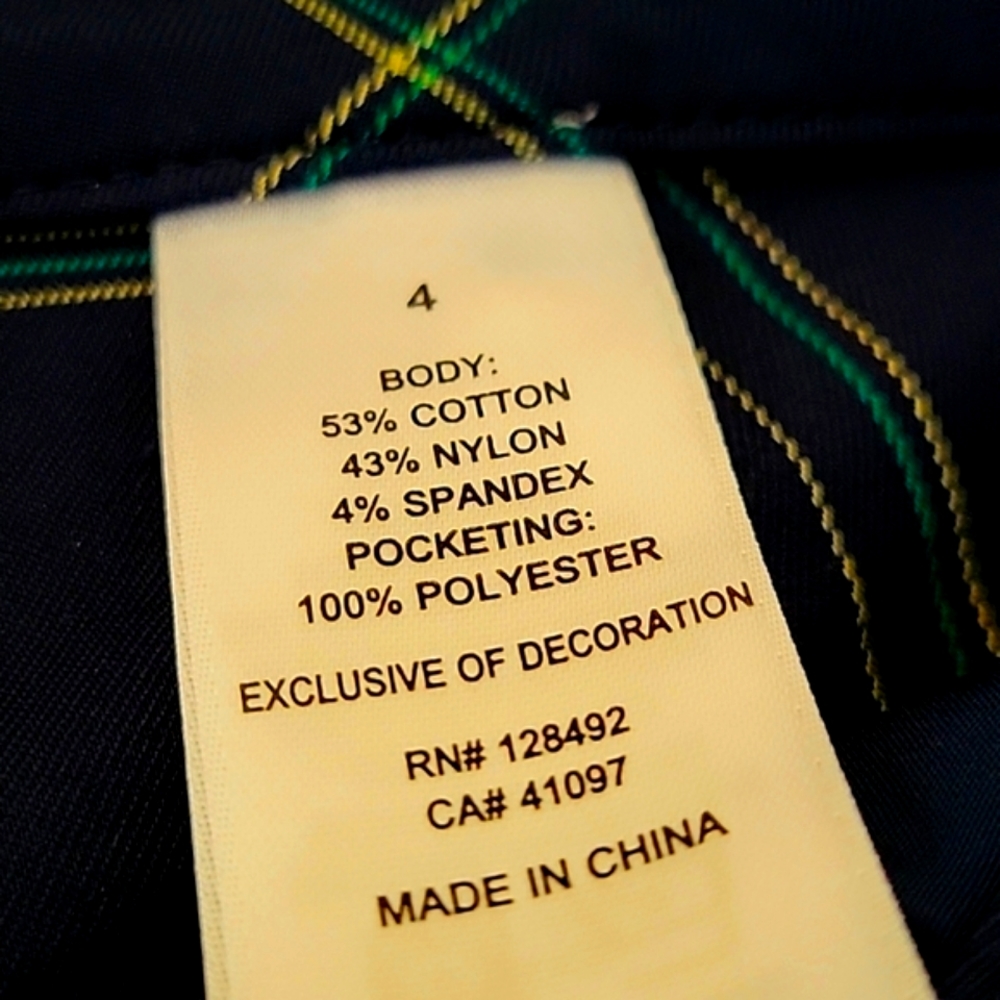 4
BODY:
53% COTTON
43% NYLON
4% SPANDEX
POCKETING:
100% POLYESTER
EXCLUSIVE OF DECORATION
RN# 128492
CA# 41097
MADE IN CHINA